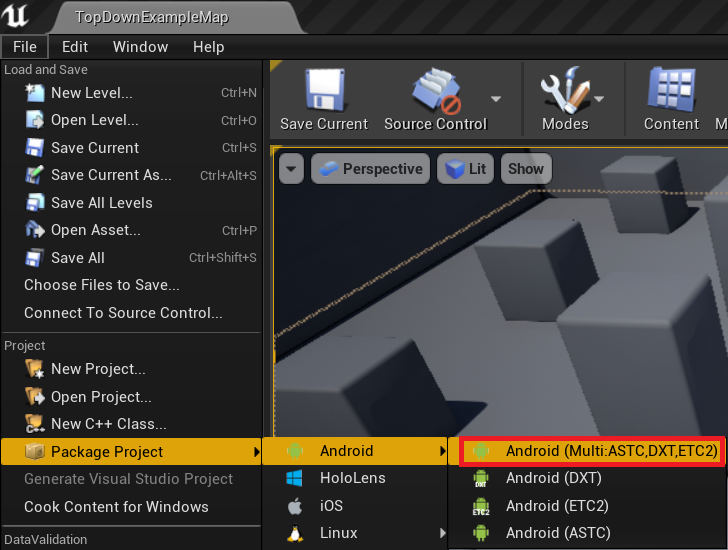 TopDownExampleMap
File Edit Window Help
Load and Save
New Level... Ctrl+N
Open Level... Ctrl+O
Save Current Ctrl+S
Save Current As... Ctrl+Alt+S
Save All Levels
Open Asset... Ctrl+P
Save All Ctrl+Shift+S
Choose Files to Save...
Connect To Source Control...
Project
New Project...
Open Project...
New C++ Class...
Package Project
Generate Visual Studio Project
Cook Content for Windows
DataValidation
Save Current Source Control Modes Content
Perspective Lit Show
Android
HoloLens
iOS
Linux
Android (Multi:ASTC,DXT,ETC2)
DXT Android (DXT)
ETC2 Android (ETC2)
Android (ASTC)